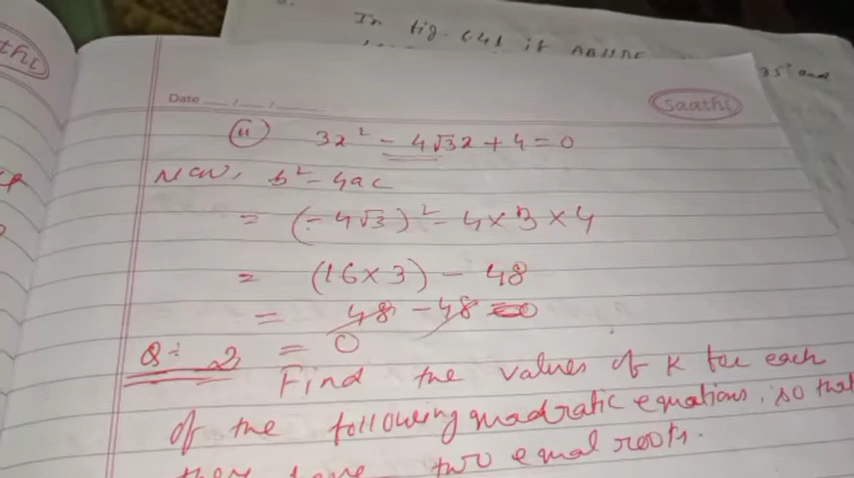 In fig. 6.41 if
35° and
Date
Saathi
(ii) 3x² - 4√3x + 4 = 0
Now, b² - 4ac
= (-4√3)² - 4 × 3 × 4
= (16 × 3) - 48
= 48 - 48
Q: 2 = 0
Find the values of K for each
of the following quadratic equations, so that
they have two equal roots.